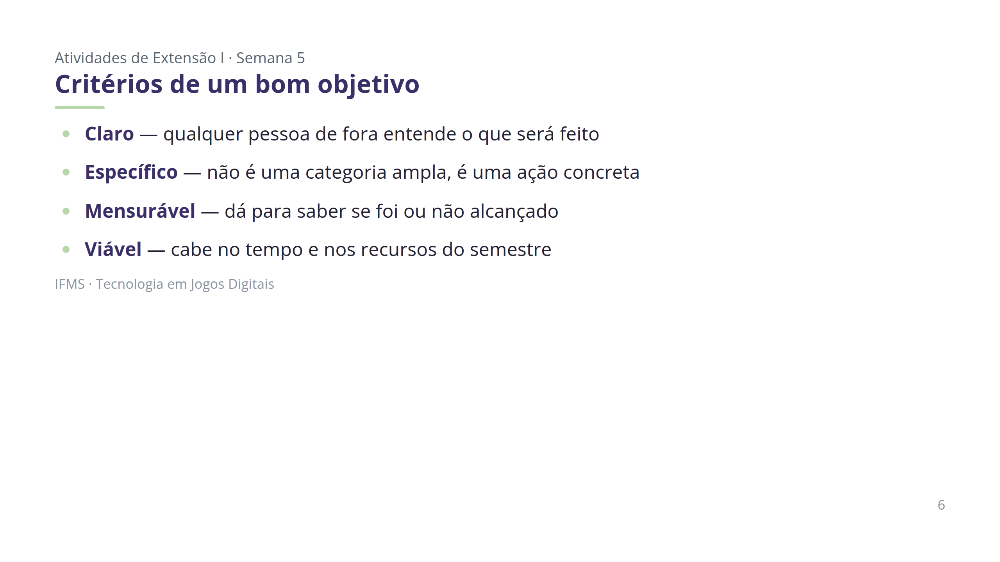 Atividades de Extensão I · Semana 5
Critérios de um bom objetivo
• Claro — qualquer pessoa de fora entende o que será feito
• Específico — não é uma categoria ampla, é uma ação concreta
• Mensurável — dá para saber se foi ou não alcançado
• Viável — cabe no tempo e nos recursos do semestre
IFMS · Tecnologia em Jogos Digitais
6